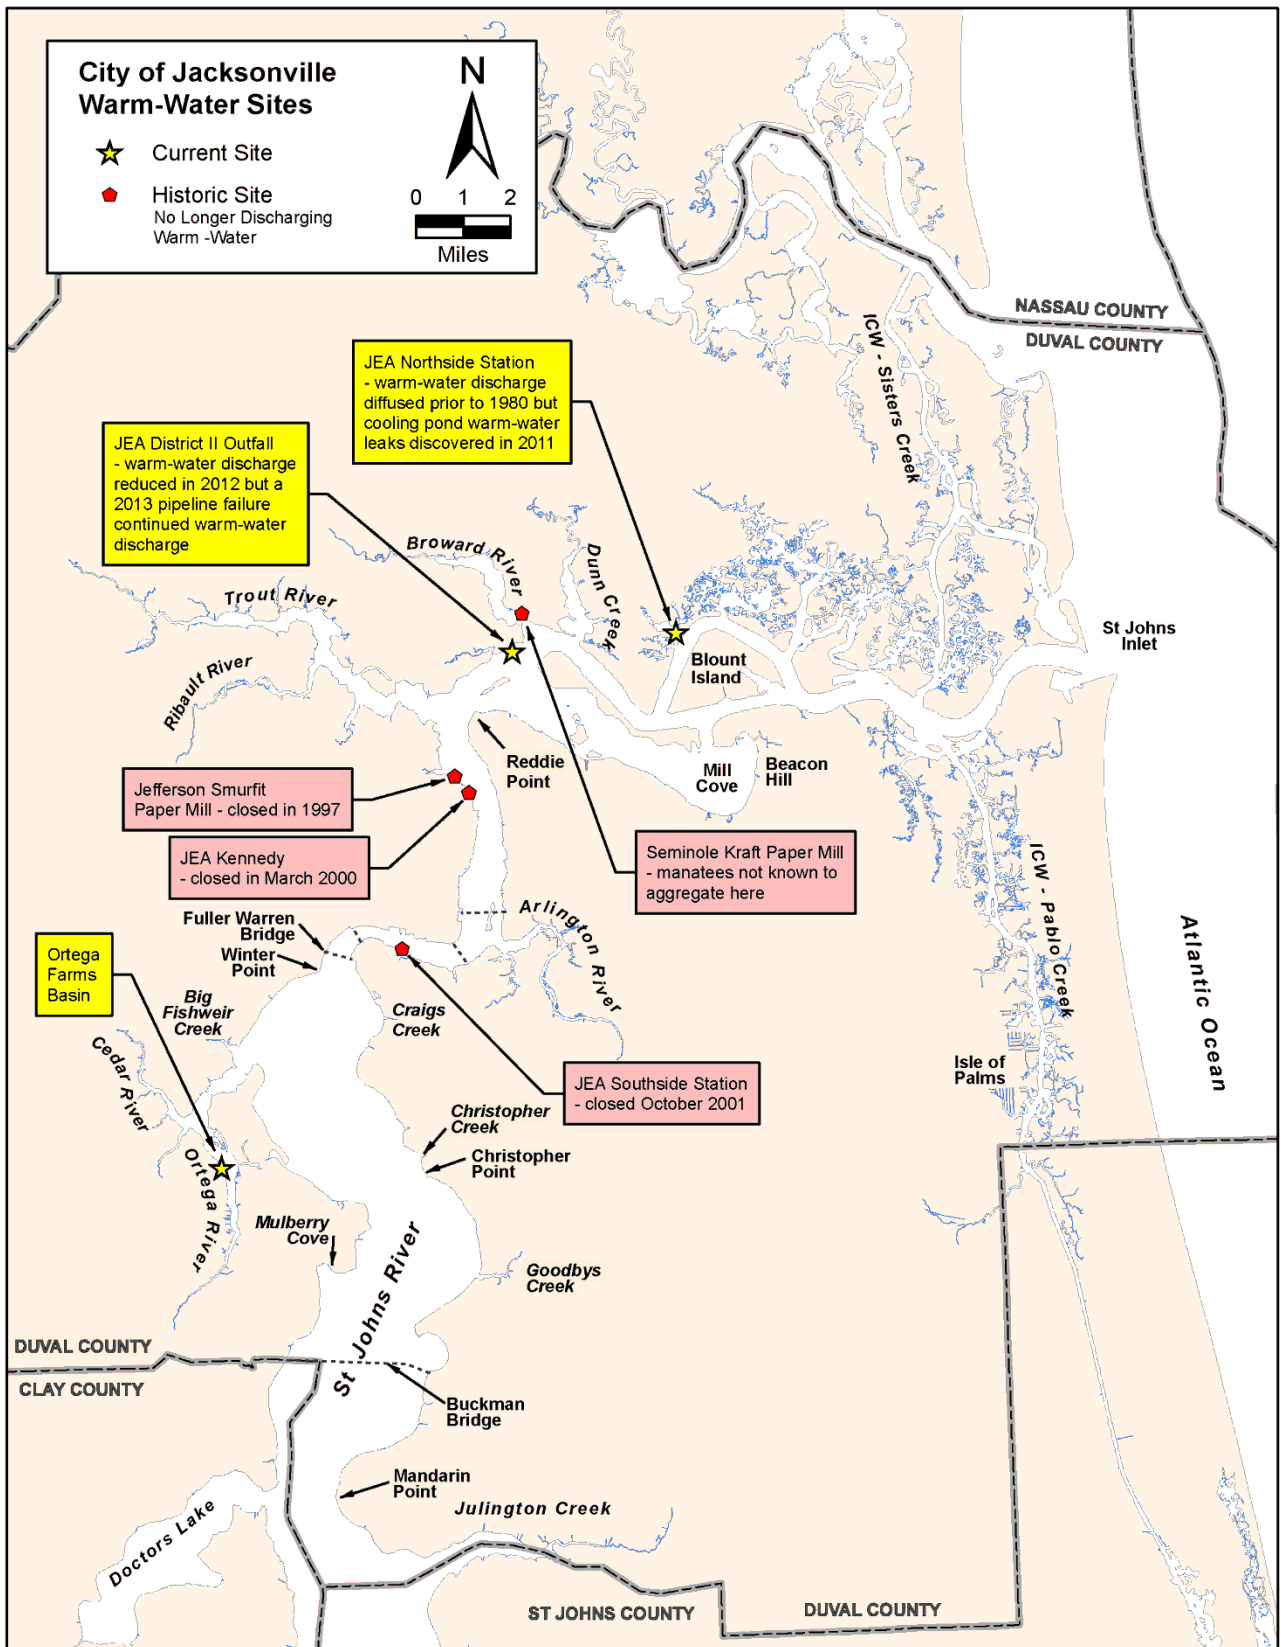 City of Jacksonville
Warm-Water Sites
Current Site
Historic Site
No Longer Discharging
Warm -Water
N
0 1 2
Miles
NASSAU COUNTY
DUVAL COUNTY
ICW - Sisters Creek
JEA Northside Station
- warm-water discharge
diffused prior to 1980 but
cooling pond warm-water
leaks discovered in 2011
JEA District II Outfall
- warm-water discharge
reduced in 2012 but a
2013 pipeline failure
continued warm-water
discharge
Broward River
Dunn Creek
Trout River
Ribault River
St Johns
Inlet
Blount
Island
Reddie
Point
Mill
Cove
Beacon
Hill
Jefferson Smurfit
Paper Mill - closed in 1997
JEA Kennedy
- closed in March 2000
Seminole Kraft Paper Mill
- manatees not known to
aggregate here
ICW - Pablo Creek
Atlantic Ocean
Arlington River
Fuller Warren
Bridge
Winter
Point
Ortega
Farms
Basin
Big
Fishweir
Creek
Craigs
Creek
Cedar River
Isle of
Palms
JEA Southside Station
- closed October 2001
Christopher
Creek
Christopher
Point
Ortega River
Mulberry
Cove
Goodbys
Creek
St Johns River
DUVAL COUNTY
CLAY COUNTY
Buckman
Bridge
Mandarin
Point
Julington Creek
Doctors Lake
ST JOHNS COUNTY
DUVAL COUNTY